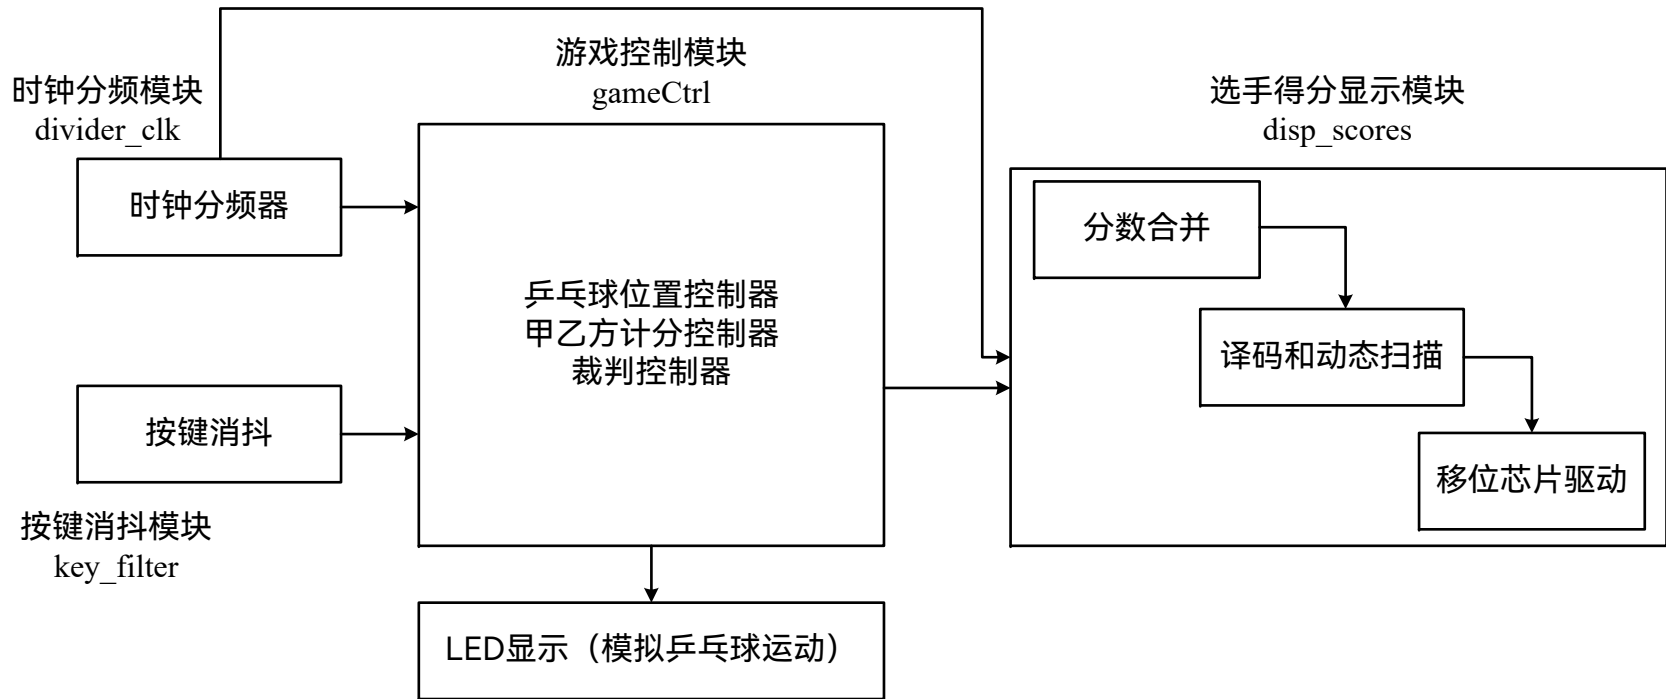 游戏控制模块
gameCtrl
时钟分频模块
divider_clk
选手得分显示模块
disp_scores
时钟分频器
分数合并
乒乓球位置控制器
甲乙方计分控制器
裁判控制器
译码和动态扫描
按键消抖
移位芯片驱动
按键消抖模块
key_filter
LED显示（模拟乒乓球运动）